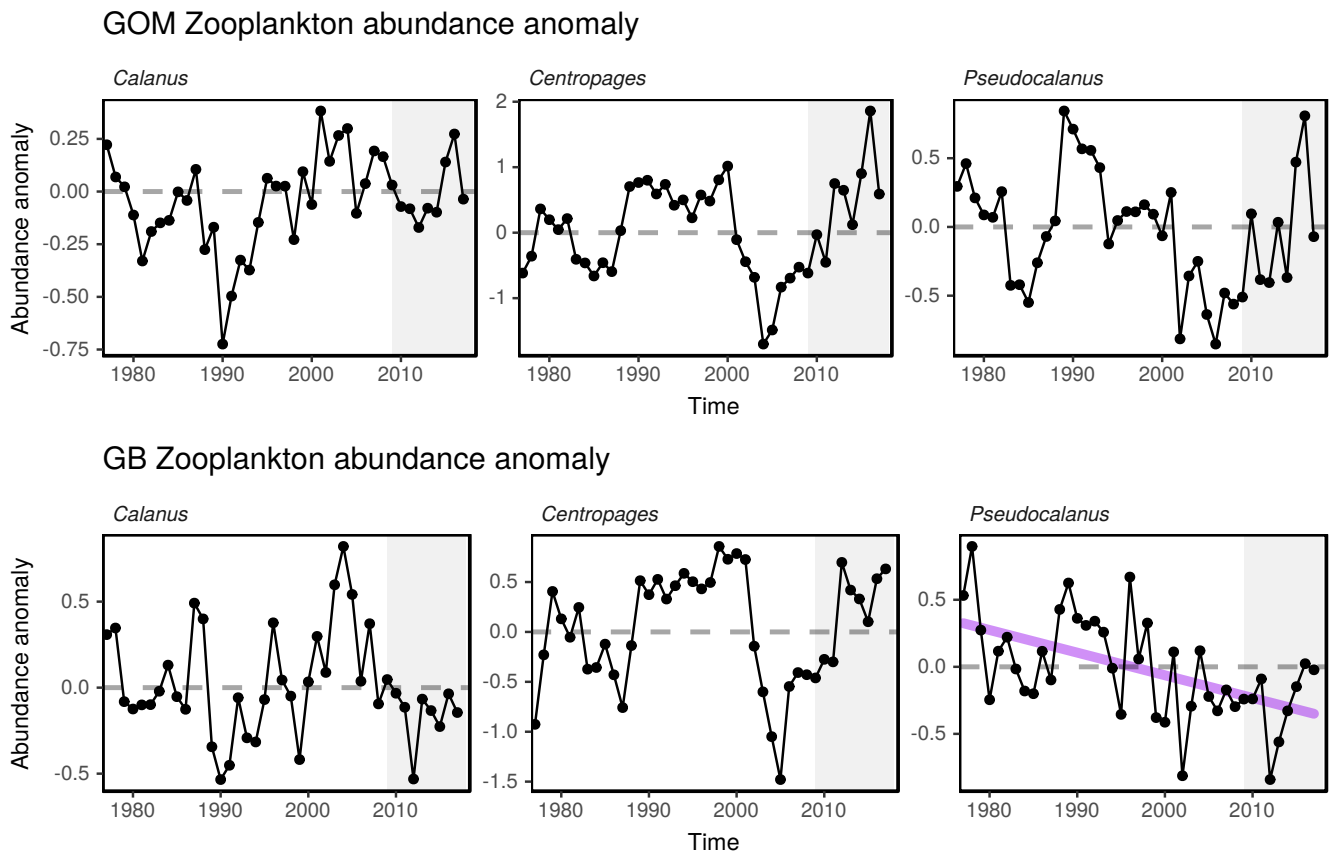 GOM Zooplankton abundance anomaly
Calanus Centropages Pseudocalanus
Abundance anomaly
0.25
0.00
-0.25
-0.50
-0.75
2
1
0
-1
0.5
0.0
-0.5
1980 1990 2000 2010 1980 1990 2000 2010 1980 1990 2000 2010
Time
GB Zooplankton abundance anomaly
Calanus Centropages Pseudocalanus
Abundance anomaly
0.5
0.0
-0.5
0.5
0.0
-0.5
-1.0
-1.5
0.5
0.0
-0.5
1980 1990 2000 2010 1980 1990 2000 2010 1980 1990 2000 2010
Time